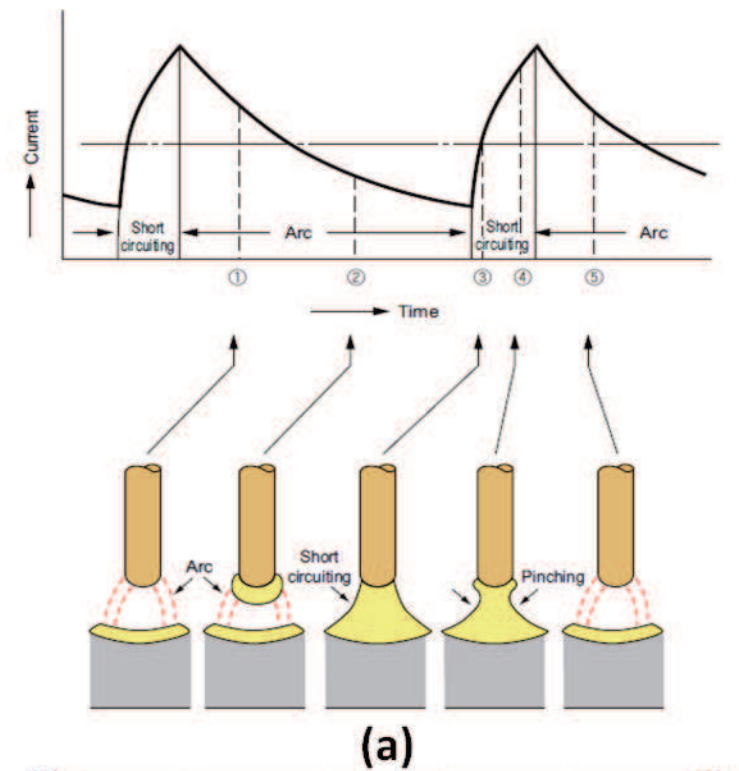 Current
Short
circuiting
Arc
Short
circuiting
Arc
① ② ③ ④ ⑤
Time
Arc
Short
circuiting
Pinching
(a)